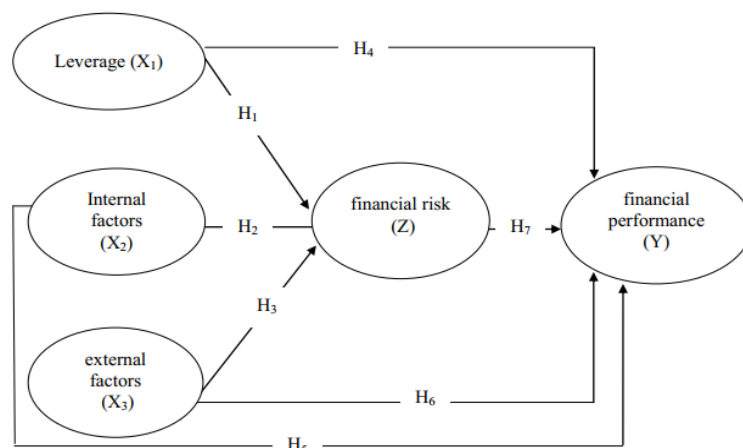 Leverage (X₁)
H₄
H₁
Internal
factors
(X₂)
H₂
financial risk
(Z)
H₇
financial
performance
(Y)
H₃
external
factors
(X₃)
H₆